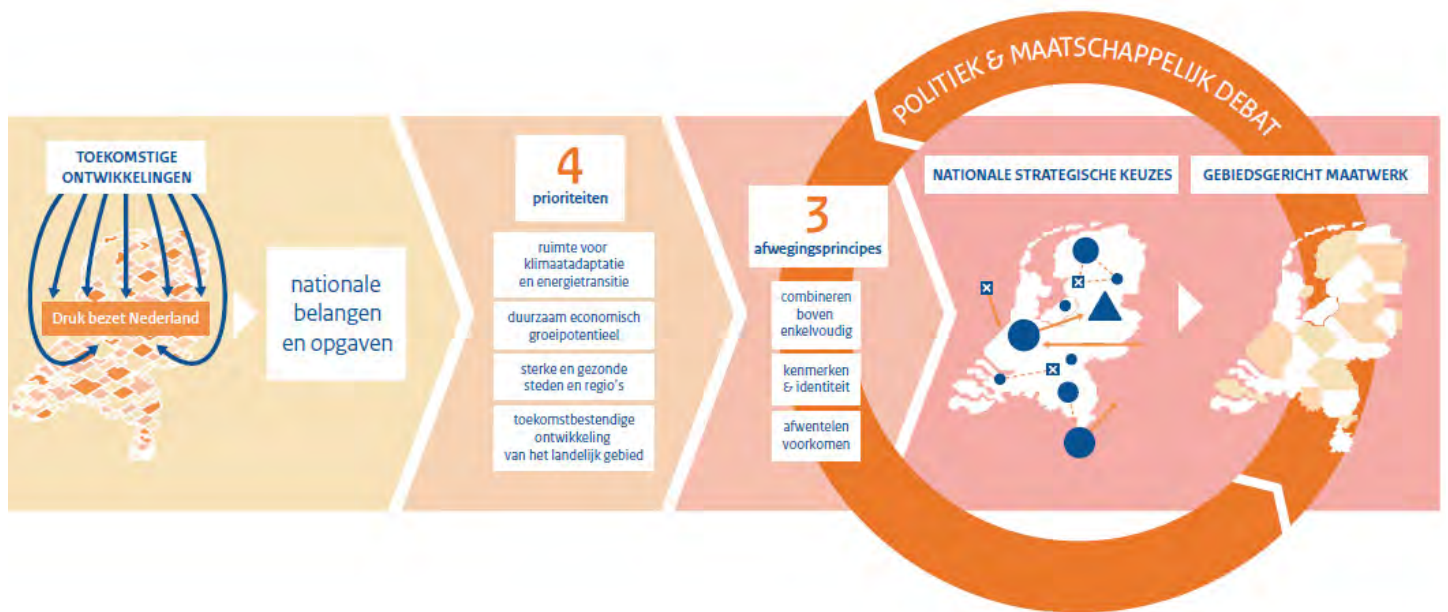 TOEKOMSTIGE
ONTWIKKELINGEN
Druk bezet Nederland
nationale
belangen
en opgaven
4
prioriteiten
ruimte voor
klimaatadaptatie
en energietransitie
duurzaam economisch
groeipotentieel
sterke en gezonde
steden en regio's
toekomstbestendige
ontwikkeling
van het landelijk gebied
3
afwegingsprincipes
combineren
boven
enkelvoudig
kenmerken
& identiteit
afwentelen
voorkomen
POLITIEK & MAATSCHAPPELIJK DEBAT
NATIONALE STRATEGISCHE KEUZES
GEBIEDSGERICHT MAATWERK